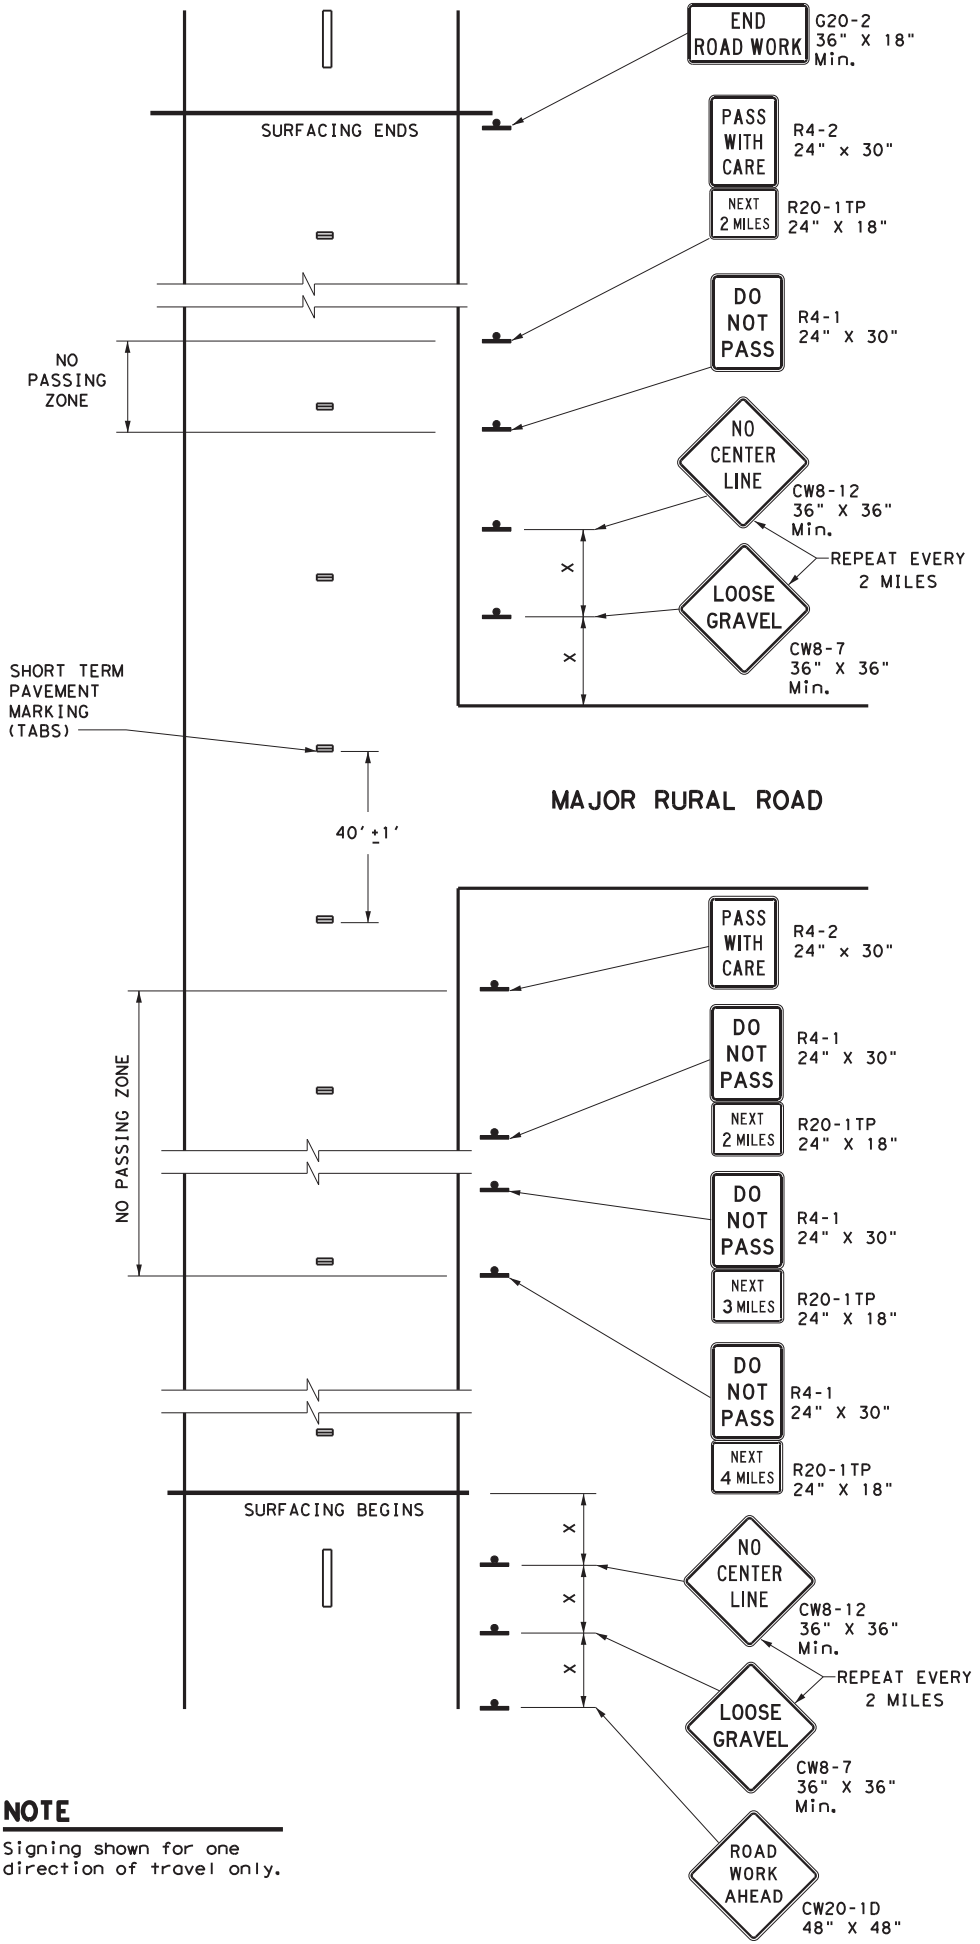 END
ROAD WORK
G20-2
36" X 18"
Min.
SURFACING ENDS
PASS
WITH
CARE
R4-2
24" x 30"
NEXT
2 MILES
R20-1TP
24" X 18"
DO
NOT
PASS
R4-1
24" X 30"
NO
PASSING
ZONE
NO
CENTER
LINE
CW8-12
36" X 36"
Min.
REPEAT EVERY
2 MILES
X
LOOSE
GRAVEL
CW8-7
36" X 36"
Min.
X
SHORT TERM
PAVEMENT
MARKING
(TABS)
MAJOR RURAL ROAD
40' ±1'
PASS
WITH
CARE
R4-2
24" x 30"
DO
NOT
PASS
R4-1
24" X 30"
NEXT
2 MILES
R20-1TP
24" X 18"
NO PASSING ZONE
DO
NOT
PASS
R4-1
24" X 30"
NEXT
3 MILES
R20-1TP
24" X 18"
DO
NOT
PASS
R4-1
24" X 30"
NEXT
4 MILES
R20-1TP
24" X 18"
SURFACING BEGINS
X
NO
CENTER
LINE
CW8-12
36" X 36"
Min.
X
REPEAT EVERY
2 MILES
X
LOOSE
GRAVEL
CW8-7
36" X 36"
Min.
ROAD
WORK
AHEAD
CW20-1D
48" X 48"
NOTE
Signing shown for one
direction of travel only.